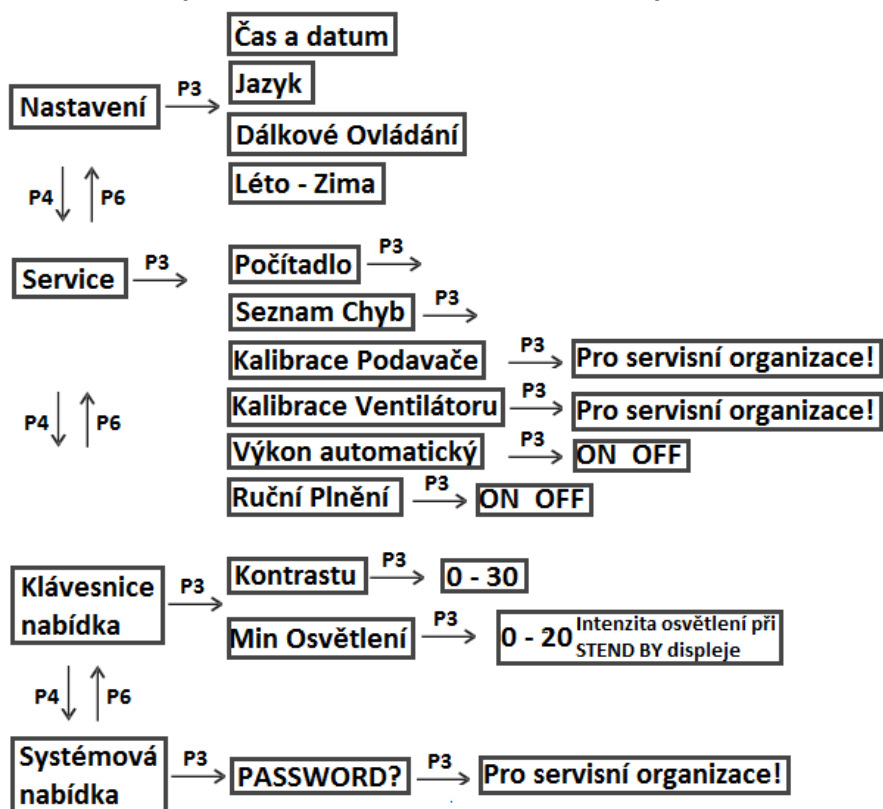 Čas a datum
Nastavení
P3
Jazyk
Dálkové Ovládání
Léto - Zima
P4
P6
Service
P3
Počítadlo
P3
Seznam Chyb
P3
Kalibrace Podavače
P3
Pro servisní organizace!
Kalibrace Ventilátoru
P3
Pro servisní organizace!
Výkon automatický
P3
ON OFF
Ruční Plnění
P3
ON OFF
P4
P6
Klávesnice
nabídka
P3
Kontrastu
P3
0 - 30
Min Osvětlení
P3
0 - 20
Intenzita osvětlení při
STEND BY displeje
P4
P6
Systémová
nabídka
P3
PASSWORD?
P3
Pro servisní organizace!